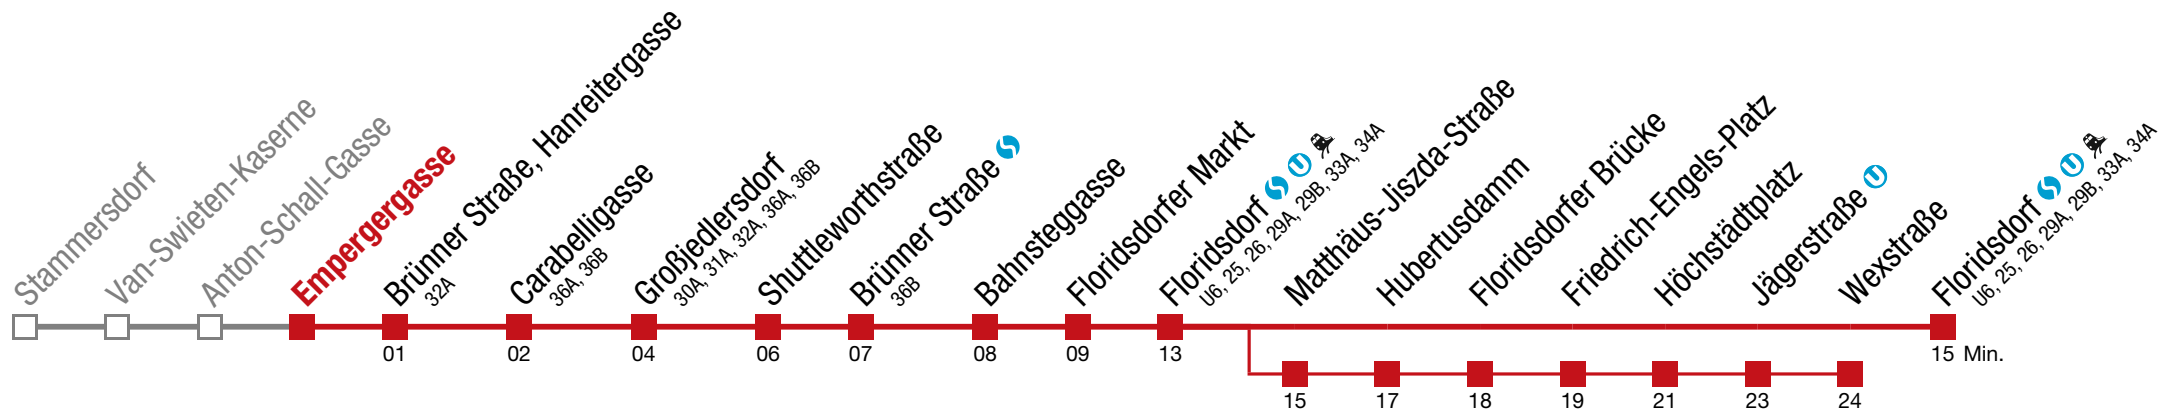 Stammersdorf
Van-Swieten-Kaserne
Anton-Schall-Gasse
Empergergasse
Brünner Straße, Hanreitergasse
32A
Carabelligasse
36A, 36B
Großjedlersdorf
30A, 31A, 32A, 36A, 36B
Shuttleworthstraße
Brünner Straße S
36B
Bahnsteggasse
Floridsdorfer Markt
Floridsdorf S U
U6, 25, 26, 29A, 29B, 33A, 34A
Matthäus-Jiszda-Straße
Hubertusdamm
Floridsdorfer Brücke
Friedrich-Engels-Platz
Höchstädtplatz
Jägerstraße U
Wexstraße
Floridsdorf S U
U6, 25, 26, 29A, 29B, 33A, 34A
01 02 04 06 07 08 09 13 15 Min.
15 17 18 19 21 23 24